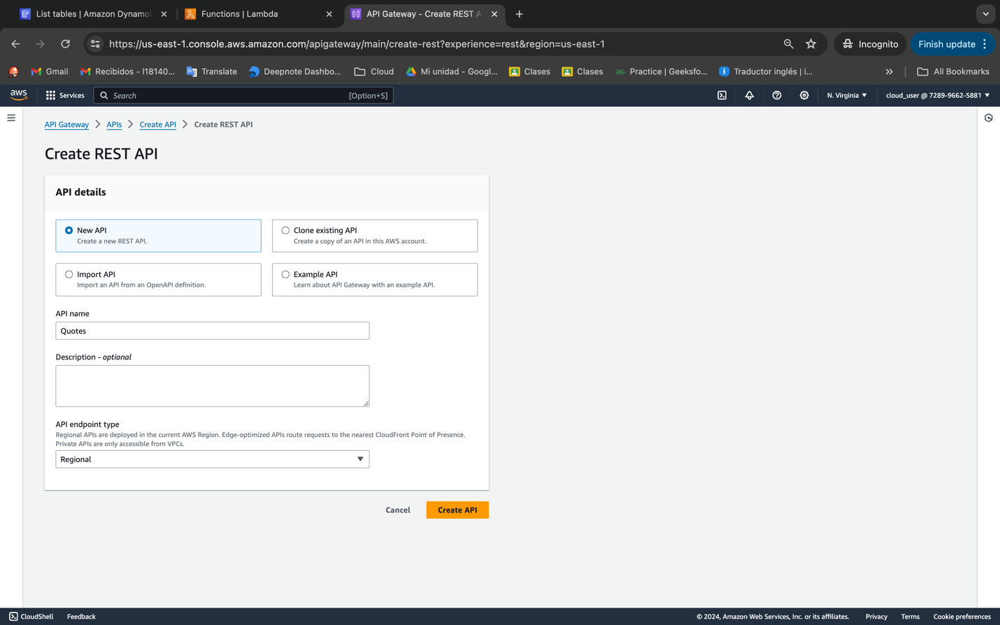 List tables | Amazon Dynamo
Functions | Lambda
API Gateway - Create REST A
https://us-east-1.console.aws.amazon.com/apigateway/main/create-rest?experience=rest&region=us-east-1
Incognito
Finish update
Gmail
Recibidos - l18140...
Translate
Deepnote Dashbo...
Cloud
Mi unidad - Googl...
Clases
Clases
Practice | Geeksfo...
Traductor inglés | i...
All Bookmarks
aws
Services
Search
[Option+S]
N. Virginia
cloud_user @ 7289-9662-5881
API Gateway > APIs > Create API > Create REST API
Create REST API
API details
New API
Create a new REST API.
Clone existing API
Create a copy of an API in this AWS account.
Import API
Import an API from an OpenAPI definition.
Example API
Learn about API Gateway with an example API.
API name
Quotes
Description - optional
API endpoint type
Regional APIs are deployed in the current AWS Region. Edge-optimized APIs route requests to the nearest CloudFront Point of Presence.
Private APIs are only accessible from VPCs.
Regional
Cancel
Create API
CloudShell
Feedback
© 2024, Amazon Web Services, Inc. or its affiliates.
Privacy
Terms
Cookie preferences